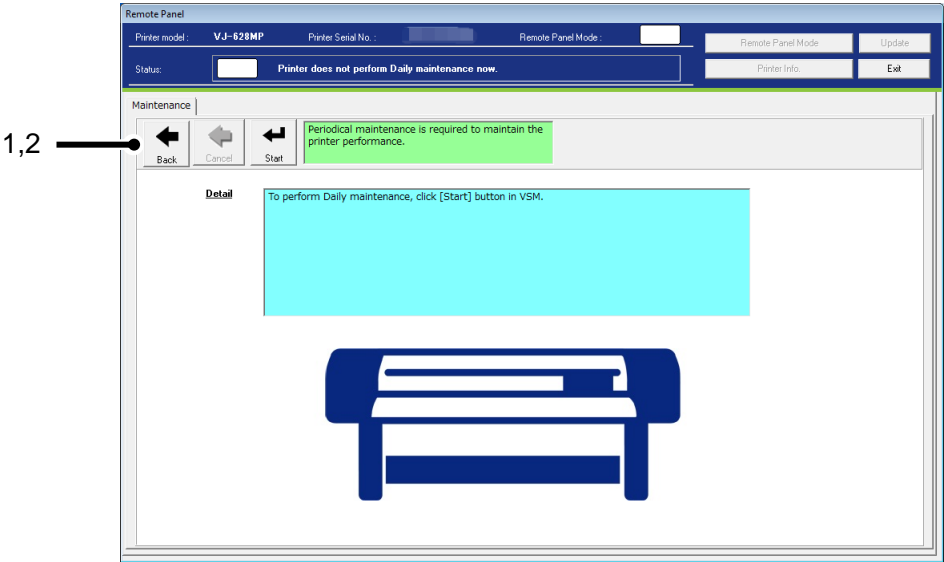 Remote Panel
Printer model :
VJ-628MP
Printer Serial No. :
Remote Panel Mode :
Remote Panel Mode
Update
Status:
Printer does not perform Daily maintenance now.
Printer Info.
Exit
Maintenance
1,2
Back
Cancel
Start
Periodical maintenance is required to maintain the
printer performance.
Detail
To perform Daily maintenance, click [Start] button in VSM.